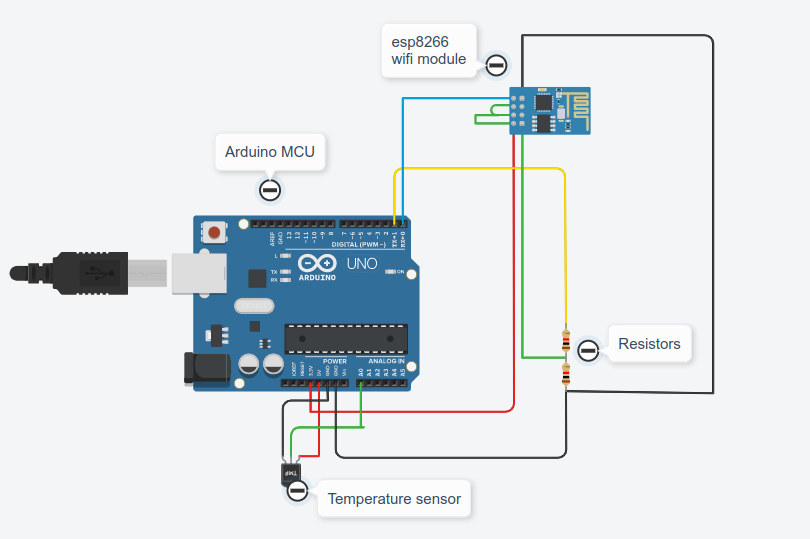 esp8266
wifi module
Arduino MCU
AREF
GND
13
12
~11
~10
~9
8
7
~6
~5
4
~3
2
TX→1
RX←0
DIGITAL (PWM~)
L
TX
RX
ARDUINO
UNO
ON
Resistors
POWER
ANALOG IN
IOREF
RESET
3.3V
5V
GND
GND
Vin
A0
A1
A2
A3
A4
A5
TMP
Temperature sensor